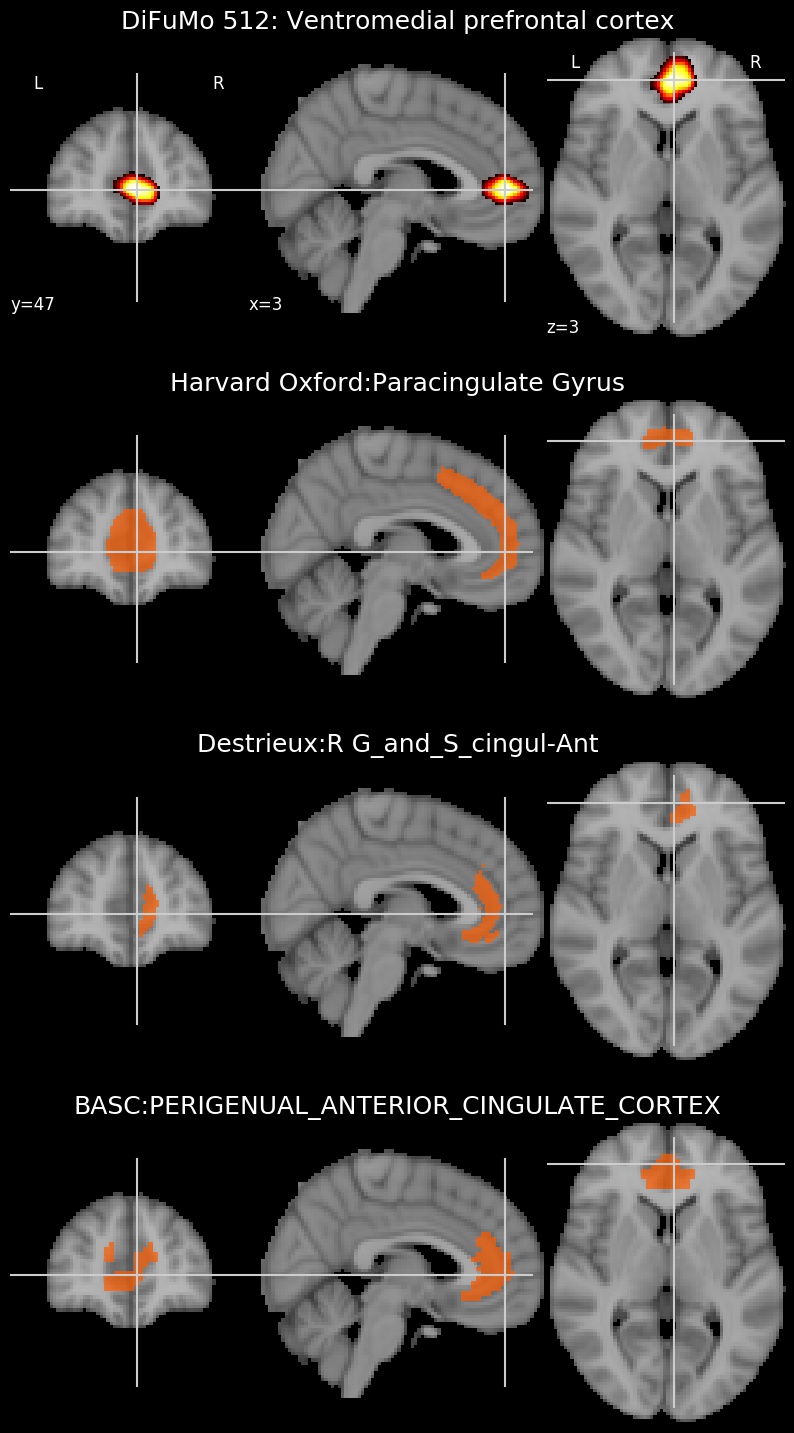 DiFuMo 512: Ventromedial prefrontal cortex
L R L R
y=47 x=3 z=3
Harvard Oxford:Paracingulate Gyrus
Destrieux:R G_and_S_cingul-Ant
BASC:PERIGENUAL_ANTERIOR_CINGULATE_CORTEX